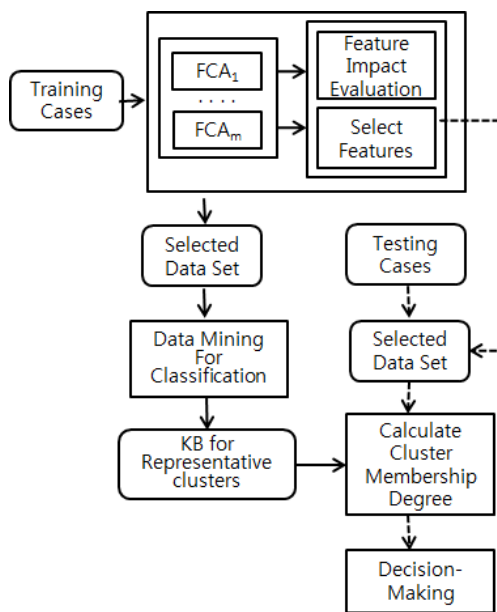 Training
Cases
FCA1
. . . .
FCAm
Feature
Impact
Evaluation
Select
Features
Selected
Data Set
Testing
Cases
Data Mining
For
Classification
Selected
Data Set
KB for
Representative
clusters
Calculate
Cluster
Membership
Degree
Decision-
Making